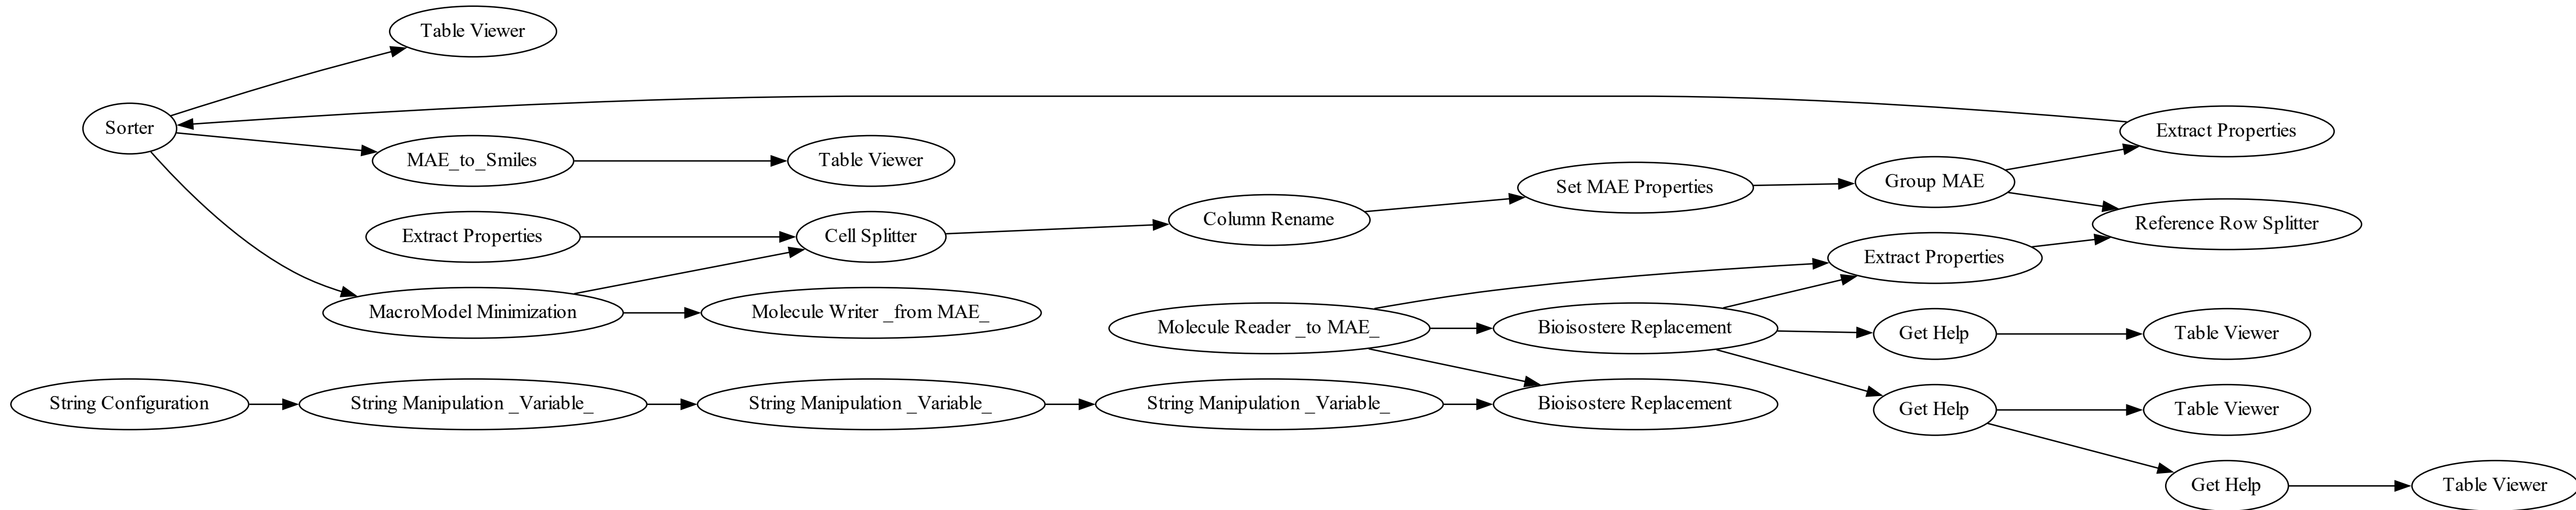 Table Viewer
Sorter
Extract Properties
MAE_to_Smiles
Table Viewer
Set MAE Properties
Group MAE
Extract Properties
Cell Splitter
Column Rename
Reference Row Splitter
Extract Properties
MacroModel Minimization
Molecule Writer _from MAE_
Molecule Reader _to MAE_
Bioisostere Replacement
Get Help
Table Viewer
String Configuration
String Manipulation _Variable_
String Manipulation _Variable_
String Manipulation _Variable_
Bioisostere Replacement
Get Help
Table Viewer
Get Help
Table Viewer